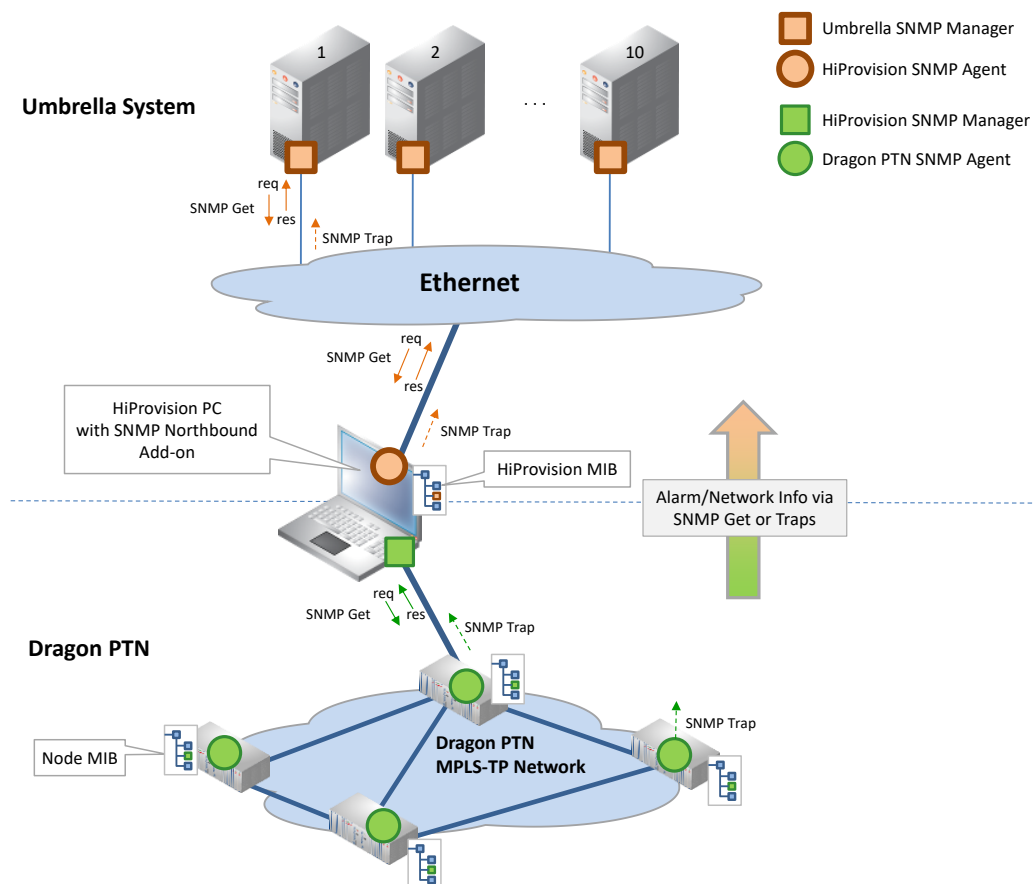 1
2
10
. . .
Umbrella SNMP Manager
HiProvision SNMP Agent
HiProvision SNMP Manager
Dragon PTN SNMP Agent
Umbrella System
req
SNMP Get
res
SNMP Trap
Ethernet
req
SNMP Get
res
SNMP Trap
HiProvision PC
with SNMP Northbound
Add-on
HiProvision MIB
Alarm/Network Info via
SNMP Get or Traps
req
SNMP Get
res
SNMP Trap
Dragon PTN
SNMP Trap
Node MIB
Dragon PTN
MPLS-TP Network